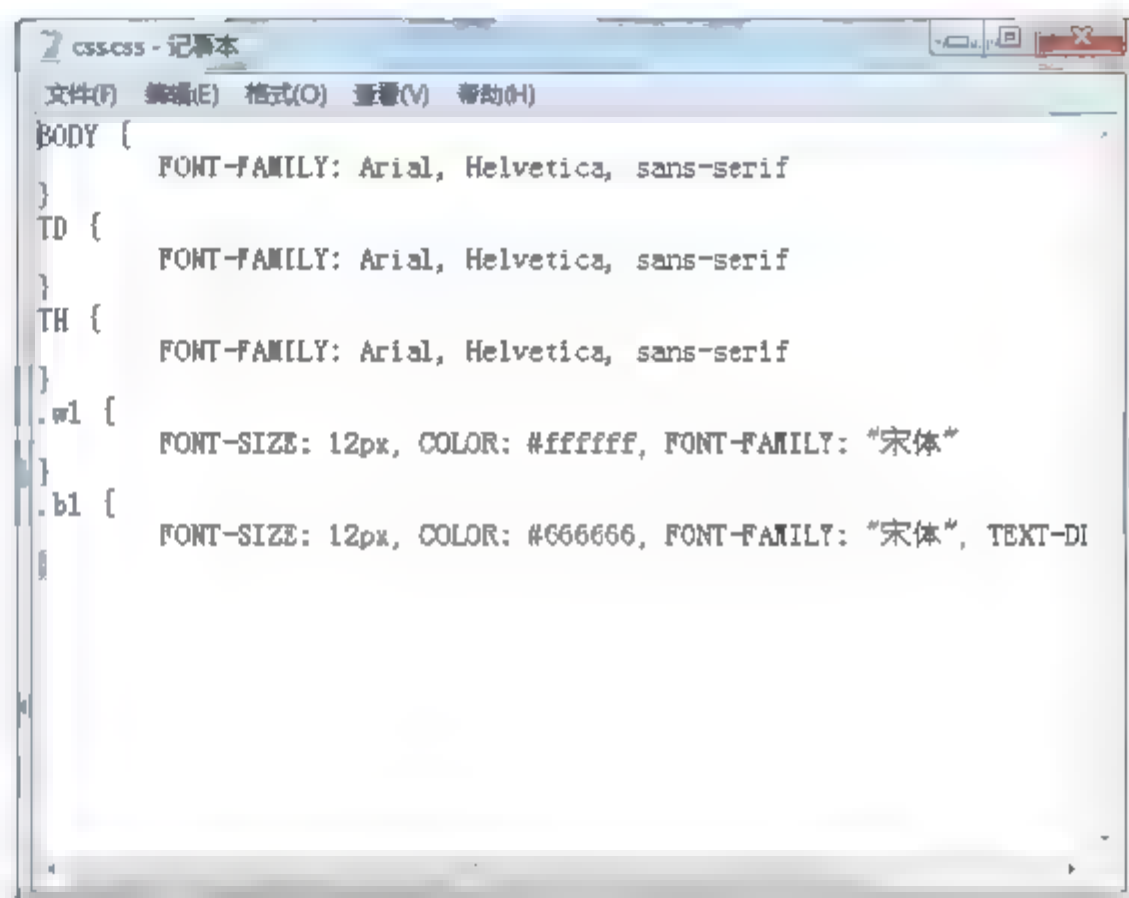 css.css - 记事本
文件(F) 编辑(E) 格式(O) 查看(V) 帮助(H)
BODY {
FONT-FAMILY: Arial, Helvetica, sans-serif
}
TD {
FONT-FAMILY: Arial, Helvetica, sans-serif
}
TH {
FONT-FAMILY: Arial, Helvetica, sans-serif
}
.w1 {
FONT-SIZE: 12px, COLOR: #ffffff, FONT-FAMILY: "宋体"
}
.b1 {
FONT-SIZE: 12px, COLOR: #666666, FONT-FAMILY: "宋体", TEXT-DI